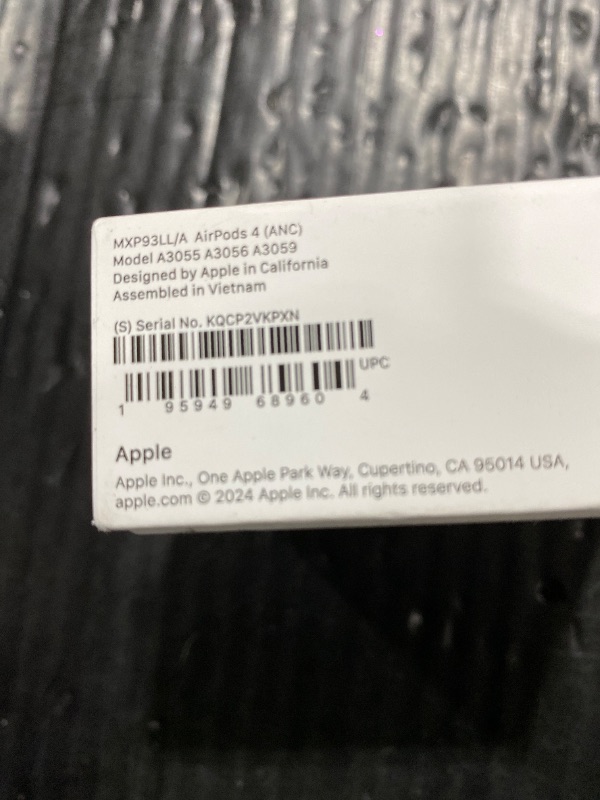 MXP93LL/A AirPods 4 (ANC)
Model A3055 A3056 A3059
Designed by Apple in California
Assembled in Vietnam
(S) Serial No. KQCP2VKPXN
UPC
1 95949 68960 4
Apple
Apple Inc., One Apple Park Way, Cupertino, CA 95014 USA,
apple.com © 2024 Apple Inc. All rights reserved.